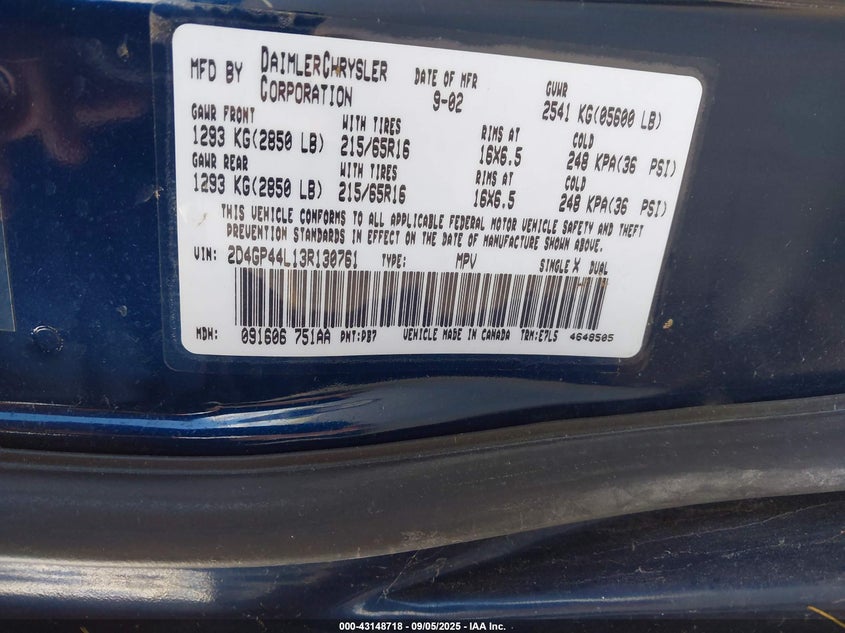 MFD BY DAIMLERCHRYSLER CORPORATION
DATE OF MFR 9-02
GVWR 2541 KG(05600 LB)
GAWR FRONT WITH TIRES RIMS AT COLD
1293 KG(2850 LB) 215/65R16 16X6.5 248 KPA(36 PSI)
GAWR REAR WITH TIRES RIMS AT COLD
1293 KG(2850 LB) 215/65R16 16X6.5 248 KPA(36 PSI)
THIS VEHICLE CONFORMS TO ALL APPLICABLE FEDERAL MOTOR VEHICLE SAFETY AND THEFT
PREVENTION STANDARDS IN EFFECT ON THE DATE OF MANUFACTURE SHOWN ABOVE.
VIN: 2D4GP44L13R130761 TYPE: MPV SINGLE X DUAL
MDH: 091606 751AA PNT:PB7 VEHICLE MADE IN CANADA TRM:E7L5 4648505
000-43148718 - 09/05/2025 - IAA Inc.